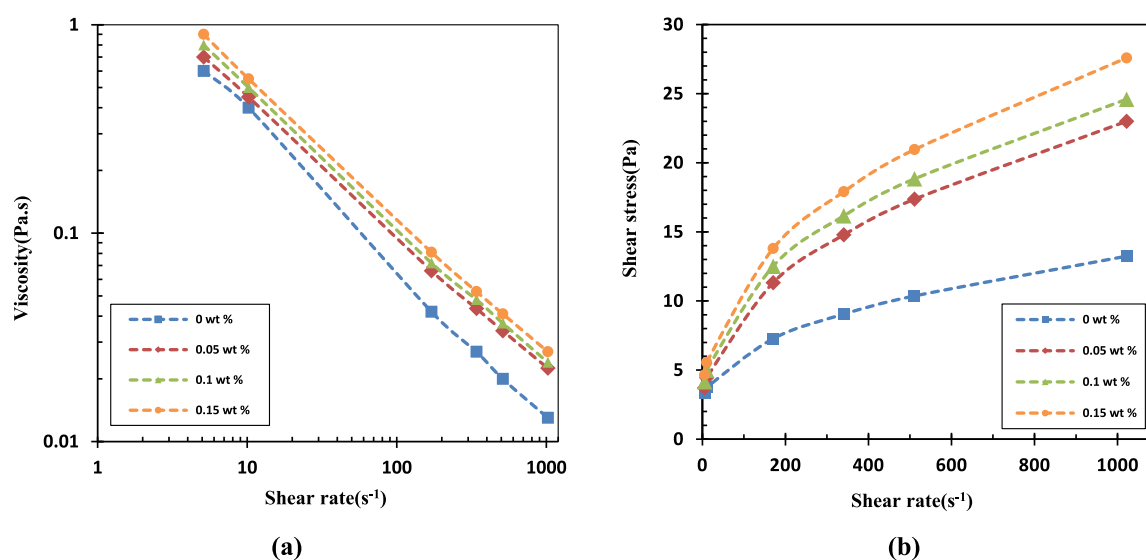 1
0.1
0.01
Viscosity(Pa.s)
0 wt %
0.05 wt %
0.1 wt %
0.15 wt %
1
10
100
1000
Shear rate(s⁻¹)
(a)
30
25
20
15
10
5
0
Shear stress(Pa)
0 wt %
0.05 wt %
0.1 wt %
0.15 wt %
0
200
400
600
800
1000
Shear rate(s⁻¹)
(b)